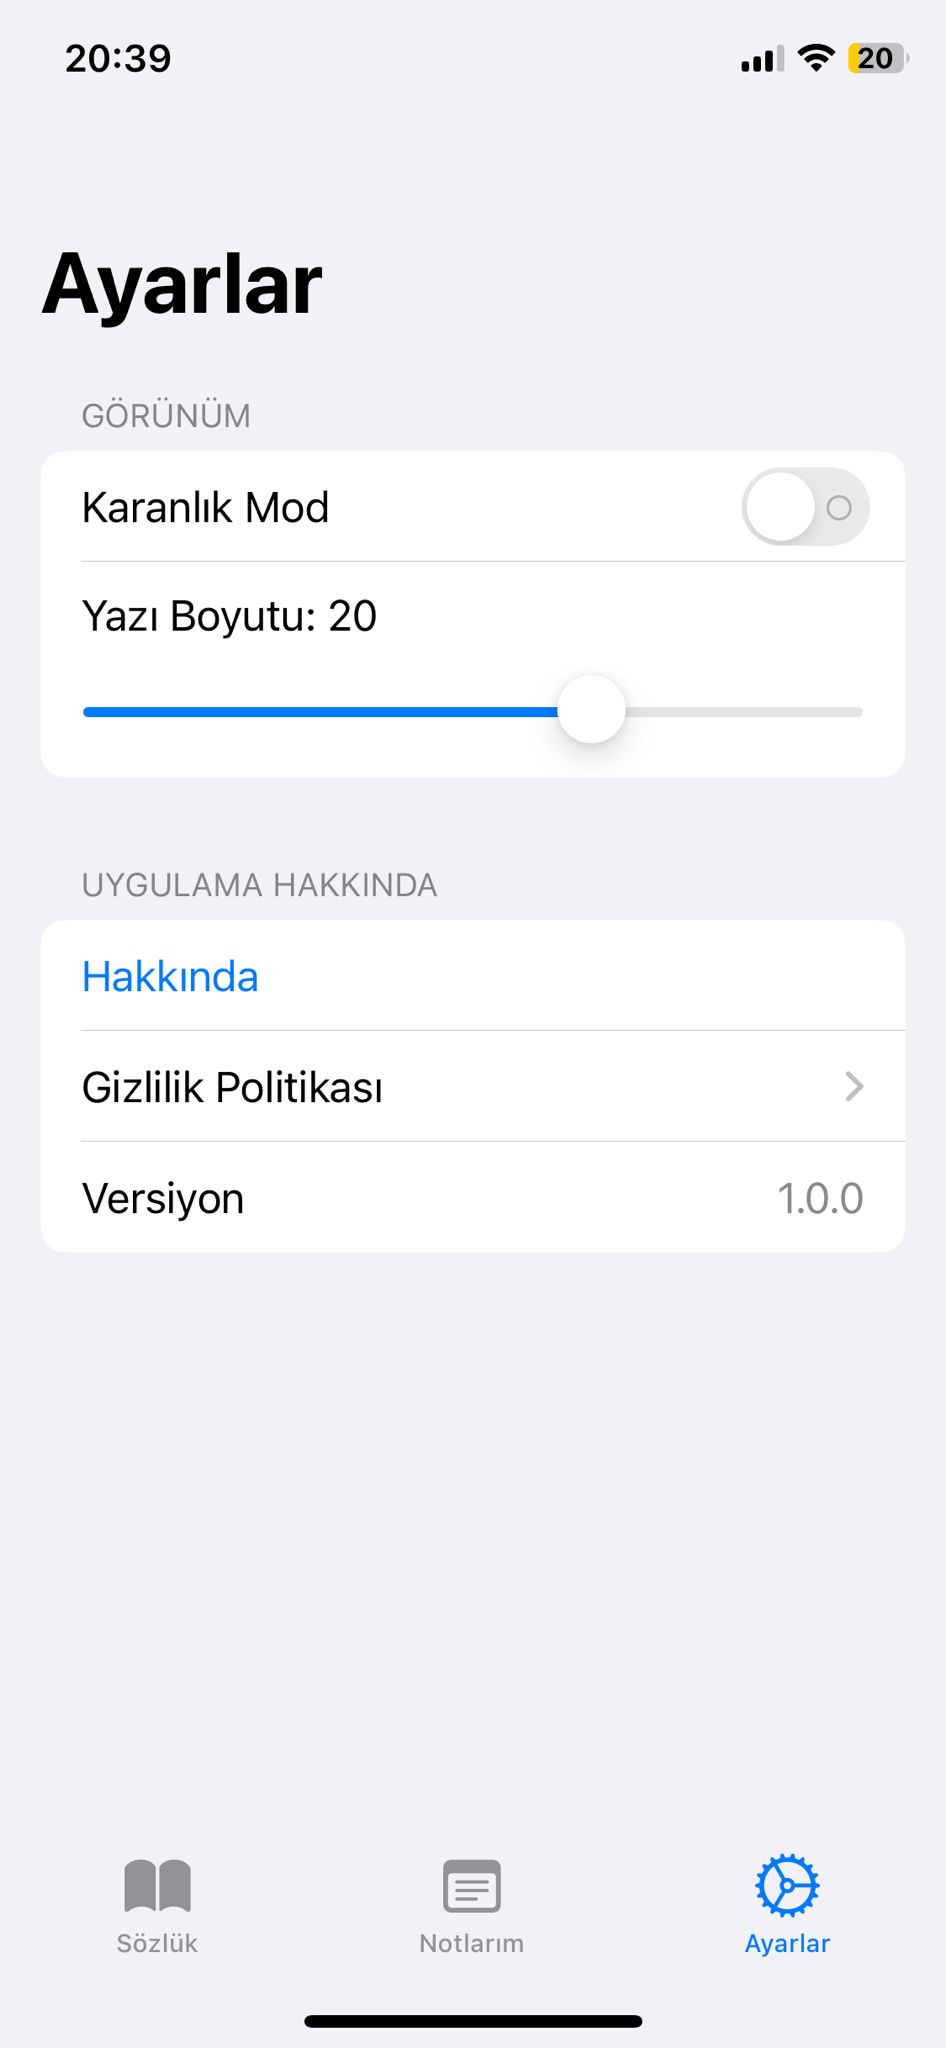 20:39
20
Ayarlar
GÖRÜNÜM
Karanlık Mod
Yazı Boyutu: 20
UYGULAMA HAKKINDA
Hakkında
Gizlilik Politikası
Versiyon 1.0.0
Sözlük Notlarım Ayarlar